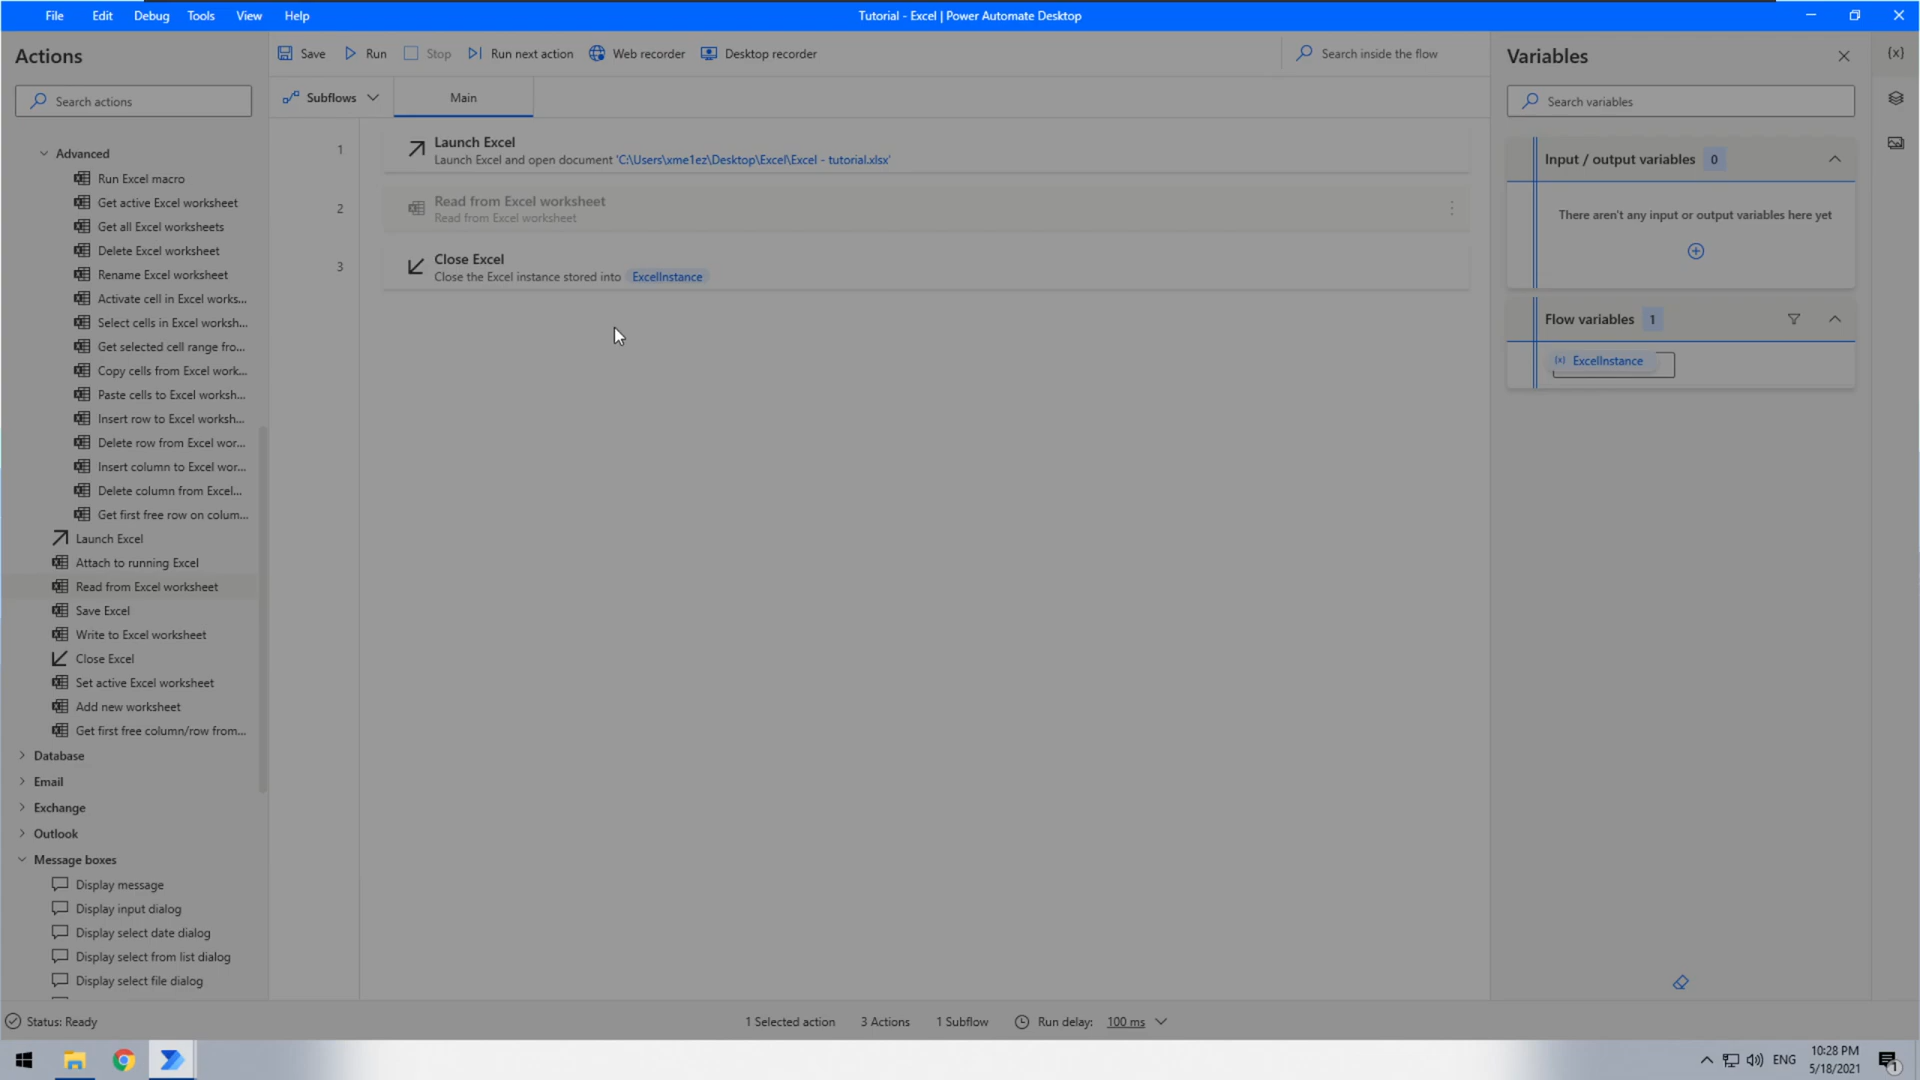 File Edit Debug Tools View Help
Tutorial - Excel | Power Automate Desktop
Actions
Search actions
Advanced
Run Excel macro
Get active Excel worksheet
Get all Excel worksheets
Delete Excel worksheet
Rename Excel worksheet
Activate cell in Excel works...
Select cells in Excel worksh...
Get selected cell range fro...
Copy cells from Excel work...
Paste cells to Excel worksh...
Insert row to Excel worksh...
Delete row from Excel wor...
Insert column to Excel wor...
Delete column from Excel...
Get first free row on colum...
Launch Excel
Attach to running Excel
Read from Excel worksheet
Save Excel
Write to Excel worksheet
Close Excel
Set active Excel worksheet
Add new worksheet
Get first free column/row from...
Database
Email
Exchange
Outlook
Message boxes
Display message
Display input dialog
Display select date dialog
Display select from list dialog
Display select file dialog
Save Run Stop Run next action Web recorder Desktop recorder
Search inside the flow
Subflows Main
1 Launch Excel
Launch Excel and open document 'C:\Users\xme1ez\Desktop\Excel\Excel - tutorial.xlsx'
2 Read from Excel worksheet
Read from Excel worksheet
3 Close Excel
Close the Excel instance stored into ExcelInstance
Variables
{x}
Search variables
Input / output variables 0
There aren't any input or output variables here yet
Flow variables 1
{x} ExcelInstance
Status: Ready 1 Selected action 3 Actions 1 Subflow Run delay: 100 ms
ENG 10:28 PM
5/18/2021
1